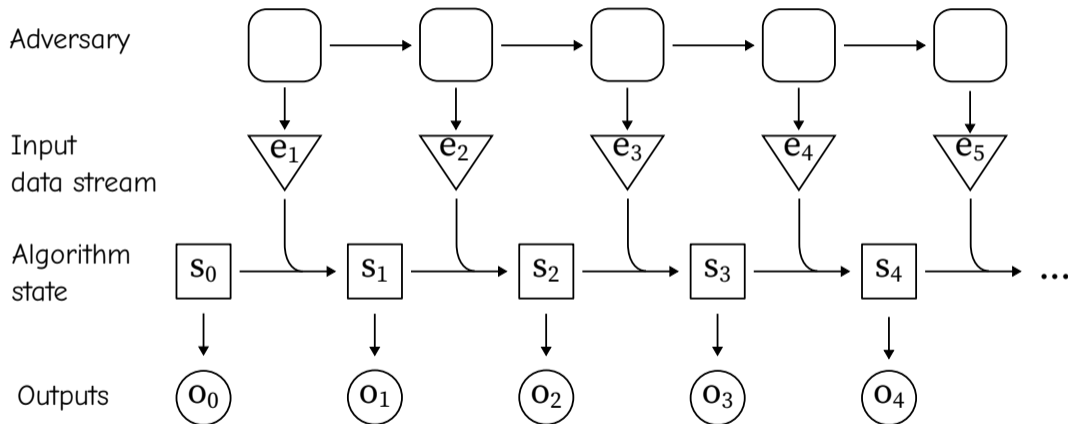 Adversary
Input
data stream
e₁ e₂ e₃ e₄ e₅
Algorithm
state
s₀ s₁ s₂ s₃ s₄ ...
Outputs
o₀ o₁ o₂ o₃ o₄